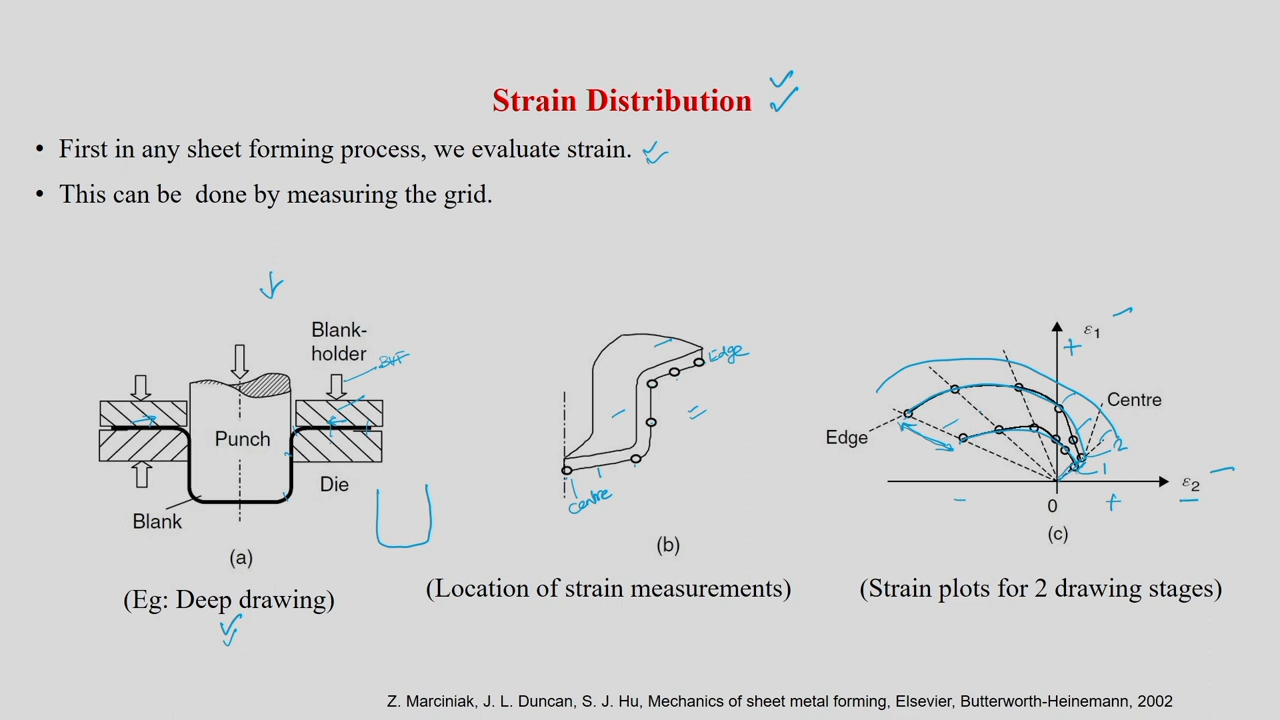 Strain Distribution
• First in any sheet forming process, we evaluate strain.
• This can be done by measuring the grid.
Blank-
holder
BHF
Punch
Die
Blank
(a)
(Eg: Deep drawing)
Edge
Centre
(b)
(Location of strain measurements)
ε1
+
Centre
Edge
2
1
ε2
0
-
+
(c)
(Strain plots for 2 drawing stages)
Z. Marciniak, J. L. Duncan, S. J. Hu, Mechanics of sheet metal forming, Elsevier, Butterworth-Heinemann, 2002